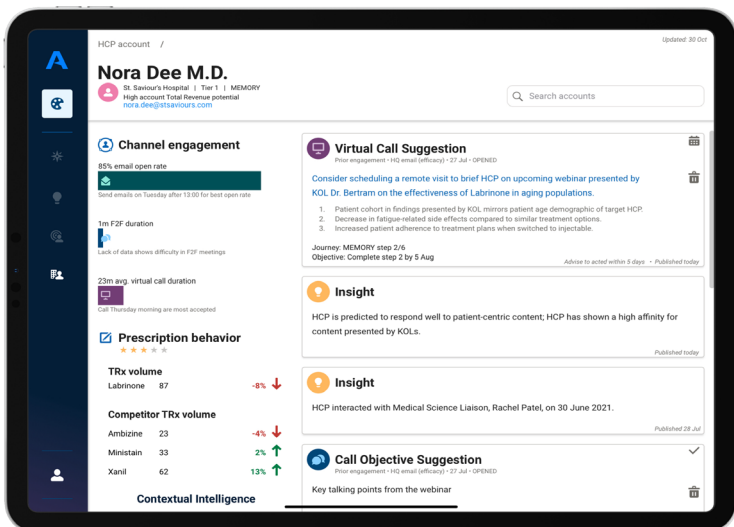 HCP account /
Updated: 30 Oct
Nora Dee M.D.
St. Saviour's Hospital | Tier 1 | MEMORY
High account Total Revenue potential
nora.dee@stsaviours.com
Search accounts
Channel engagement
85% email open rate
Send emails on Tuesday after 13:00 for best open rate
1m F2F duration
Lack of data shows difficulty in F2F meetings
23m avg. virtual call duration
Call Thursday morning are most accepted
Prescription behavior
TRx volume
Labrinone 87 -8%
Competitor TRx volume
Ambizine 23 -4%
Ministain 33 2%
Xanil 62 13%
Contextual Intelligence
Virtual Call Suggestion
Prior engagement • HQ email (efficacy) • 27 Jul • OPENED
Consider scheduling a remote visit to brief HCP on upcoming webinar presented by
KOL Dr. Bertram on the effectiveness of Labrinone in aging populations.
1. Patient cohort in findings presented by KOL mirrors patient age demographic of target HCP.
2. Decrease in fatigue-related side effects compared to similar treatment options.
3. Increased patient adherence to treatment plans when switched to injectable.
Journey: MEMORY step 2/6
Objective: Complete step 2 by 5 Aug
Advise to acted within 5 days • Published today
Insight
HCP is predicted to respond well to patient-centric content; HCP has shown a high affinity for
content presented by KOLs.
Published today
Insight
HCP interacted with Medical Science Liaison, Rachel Patel, on 30 June 2021.
Published 28 Jul
Call Objective Suggestion
Prior engagement • HQ email (efficacy) • 27 Jul • OPENED
Key talking points from the webinar